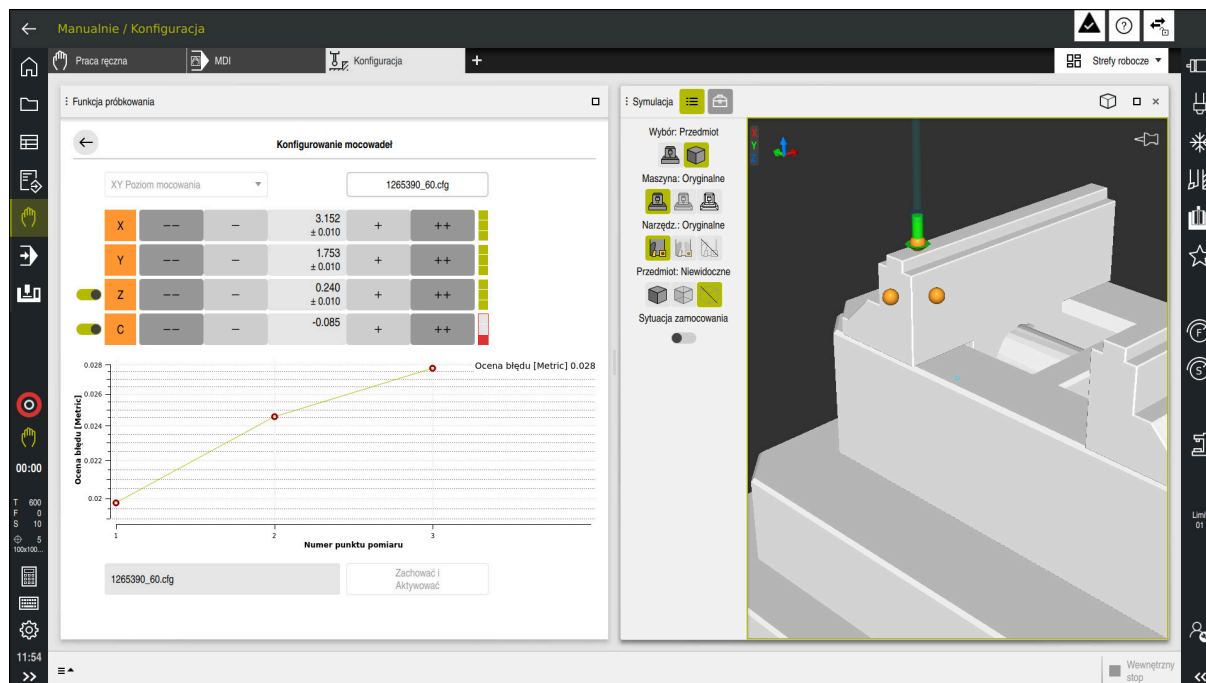 Manualnie / Konfiguracja
Praca ręczna
MDI
Konfiguracja
+
Strefy robocze
Funkcja próbkowania
Konfigurowanie mocowadeł
XY Poziom mocowania
1265390_60.cfg
X -- - 3.152 ± 0.010 + ++
Y -- - 1.753 ± 0.010 + ++
Z -- - 0.240 ± 0.010 + ++
C -- - -0.085 + ++
Ocena błędu [Metric] 0.028
Ocena błędu [Metric]
0.028
0.026
0.024
0.022
0.02
1 2 3
Numer punktu pomiaru
1265390_60.cfg
Zachować i
Aktywować
Symulacja
Wybór: Przedmiot
Maszyna: Oryginalne
Narzędz.: Oryginalne
Przedmiot: Niewidoczne
Sytuacja zamocowania
X
Y
Z
00:00
T 600
F 0
S 10
5
100x100...
11:54
F
S
Limit
01
Wewnętrzny
stop